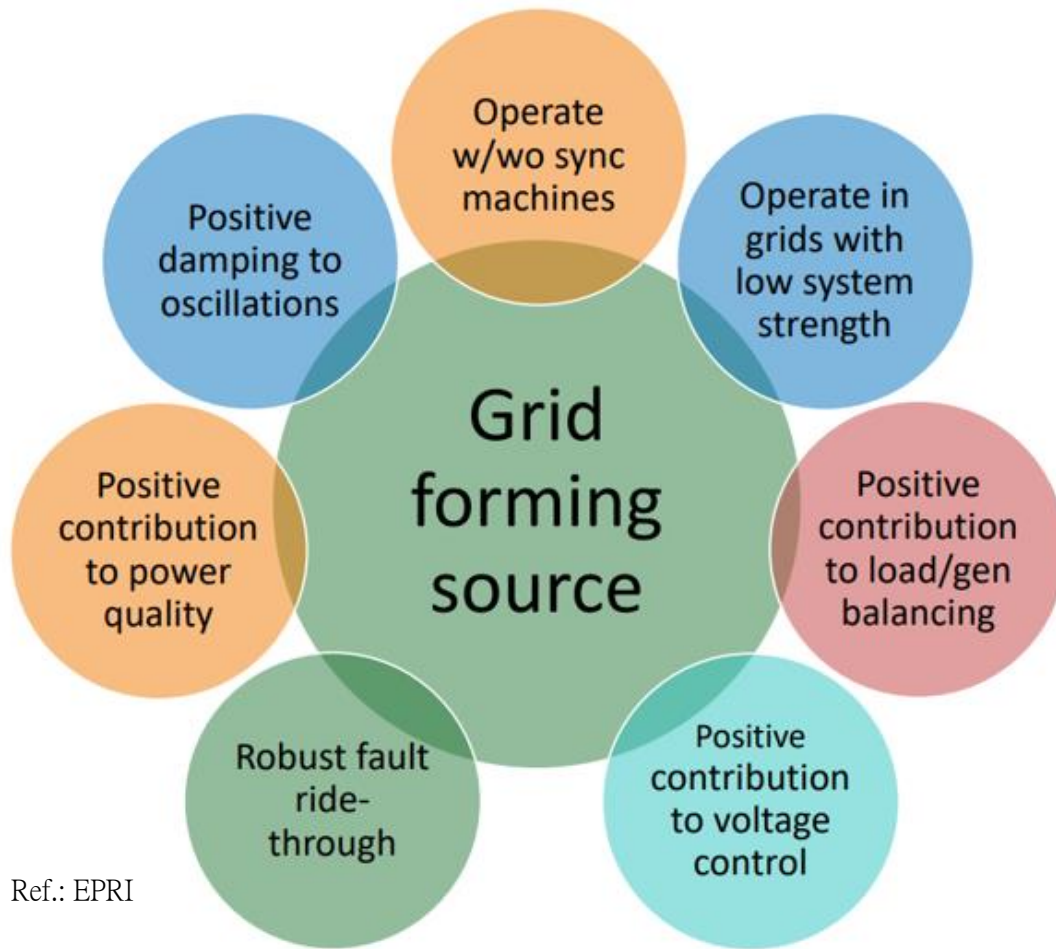 Operate
w/wo sync
machines
Operate in
grids with
low system
strength
Positive
contribution
to load/gen
balancing
Positive
contribution
to voltage
control
Robust fault
ride-
through
Positive
contribution
to power
quality
Positive
damping to
oscillations
Grid
forming
source
Ref.: EPRI